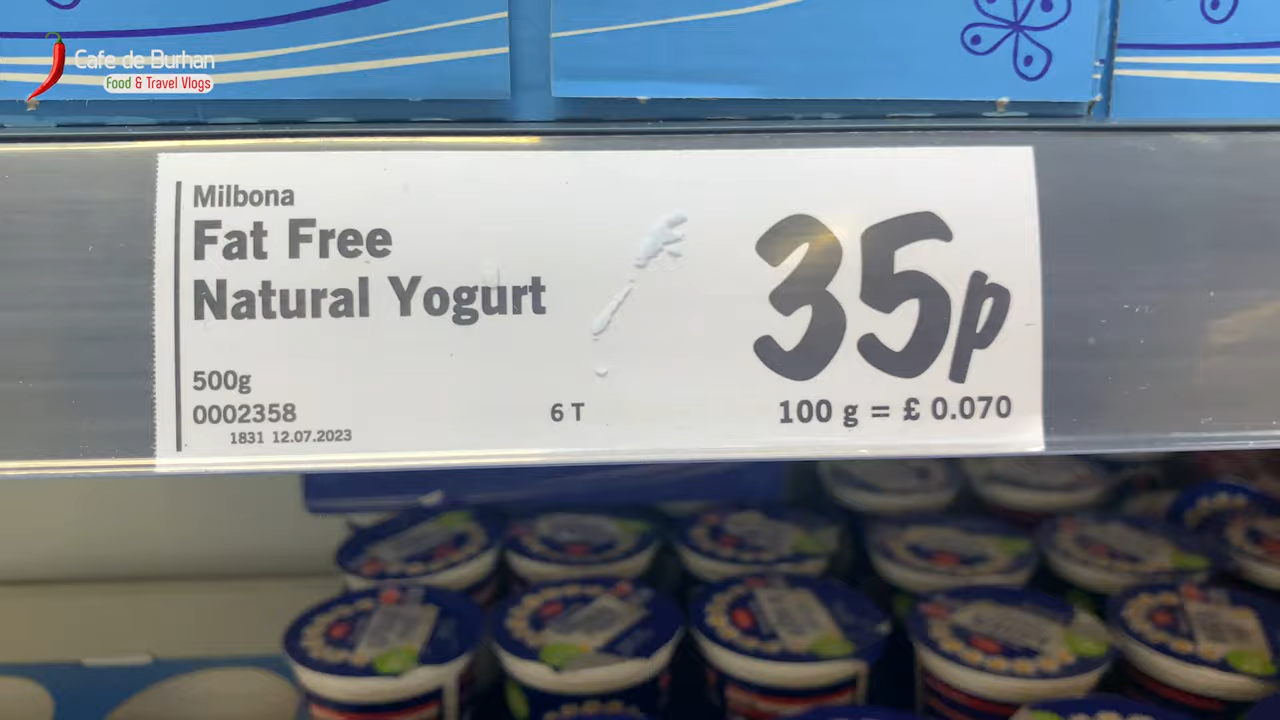 Cafe de Burhan
Food & Travel Vlogs
Milbona
Fat Free
Natural Yogurt
35p
500g
0002358
6 T
100 g = £ 0.070
1831 12.07.2023